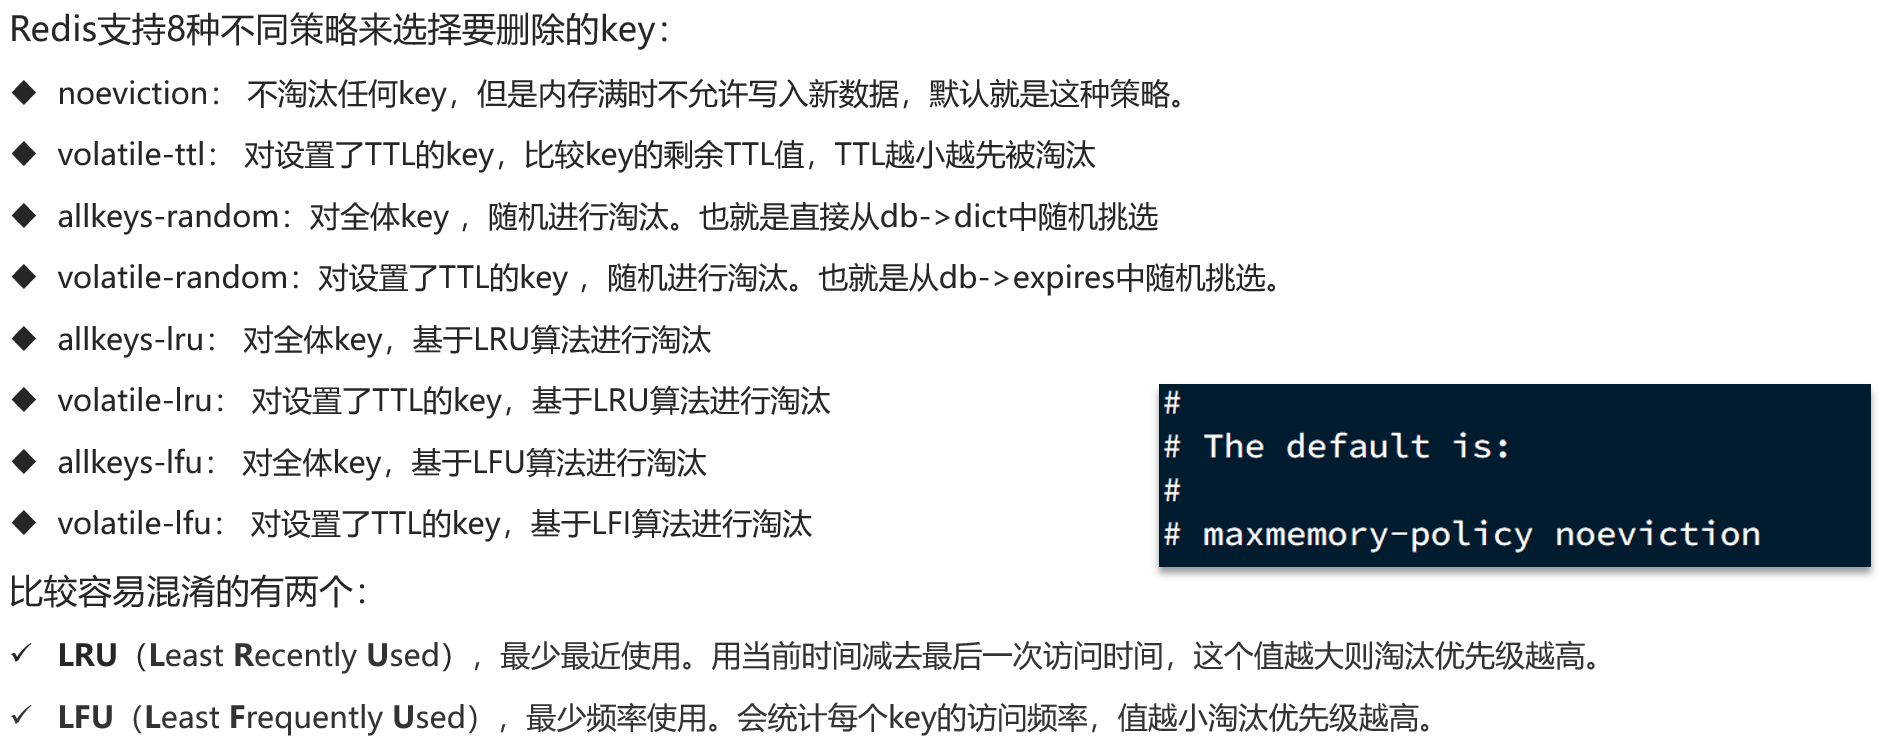 Redis支持8种不同策略来选择要删除的key：
◆ noeviction： 不淘汰任何key，但是内存满时不允许写入新数据，默认就是这种策略。
◆ volatile-ttl： 对设置了TTL的key，比较key的剩余TTL值，TTL越小越先被淘汰
◆ allkeys-random：对全体key ，随机进行淘汰。也就是直接从db->dict中随机挑选
◆ volatile-random：对设置了TTL的key ，随机进行淘汰。也就是从db->expires中随机挑选。
◆ allkeys-lru： 对全体key，基于LRU算法进行淘汰
◆ volatile-lru： 对设置了TTL的key，基于LRU算法进行淘汰
◆ allkeys-lfu： 对全体key，基于LFU算法进行淘汰
◆ volatile-lfu： 对设置了TTL的key，基于LFI算法进行淘汰
#
# The default is:
#
# maxmemory-policy noeviction
比较容易混淆的有两个：
✓ LRU（Least Recently Used），最少最近使用。用当前时间减去最后一次访问时间，这个值越大则淘汰优先级越高。
✓ LFU（Least Frequently Used），最少频率使用。会统计每个key的访问频率，值越小淘汰优先级越高。